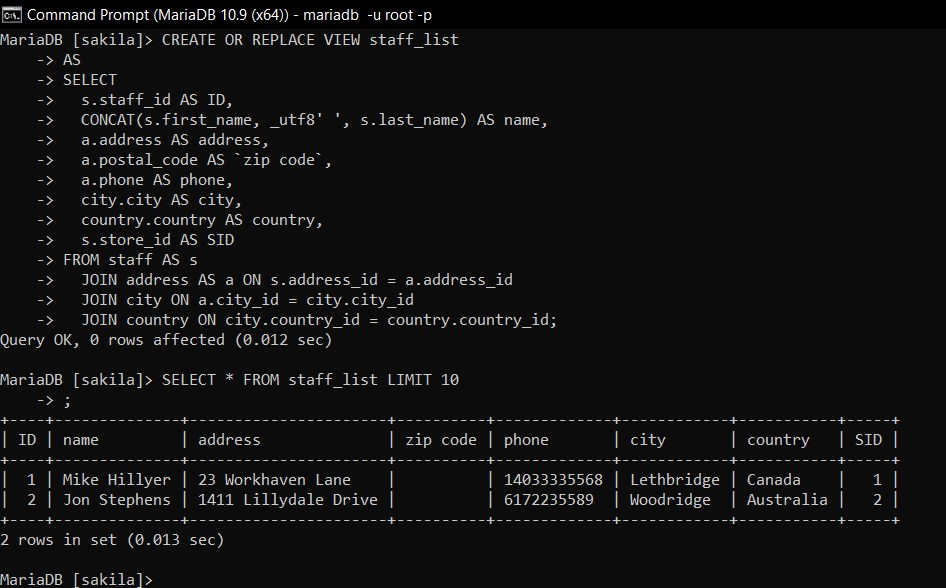 Command Prompt (MariaDB 10.9 (x64)) - mariadb  -u root -p
MariaDB [sakila]> CREATE OR REPLACE VIEW staff_list
    -> AS
    -> SELECT
    ->   s.staff_id AS ID,
    ->   CONCAT(s.first_name, _utf8' ', s.last_name) AS name,
    ->   a.address AS address,
    ->   a.postal_code AS `zip code`,
    ->   a.phone AS phone,
    ->   city.city AS city,
    ->   country.country AS country,
    ->   s.store_id AS SID
    -> FROM staff AS s
    ->   JOIN address AS a ON s.address_id = a.address_id
    ->   JOIN city ON a.city_id = city.city_id
    ->   JOIN country ON city.country_id = country.country_id;
Query OK, 0 rows affected (0.012 sec)
MariaDB [sakila]> SELECT * FROM staff_list LIMIT 10
    -> ;
+----+--------------+----------------------+----------+-------------+------------+-----------+-----+
| ID | name         | address              | zip code | phone       | city       | country   | SID |
+----+--------------+----------------------+----------+-------------+------------+-----------+-----+
|  1 | Mike Hillyer | 23 Workhaven Lane    |          | 14033335568 | Lethbridge | Canada    |   1 |
|  2 | Jon Stephens | 1411 Lillydale Drive |          | 6172235589  | Woodridge  | Australia |   2 |
+----+--------------+----------------------+----------+-------------+------------+-----------+-----+
2 rows in set (0.013 sec)
MariaDB [sakila]>